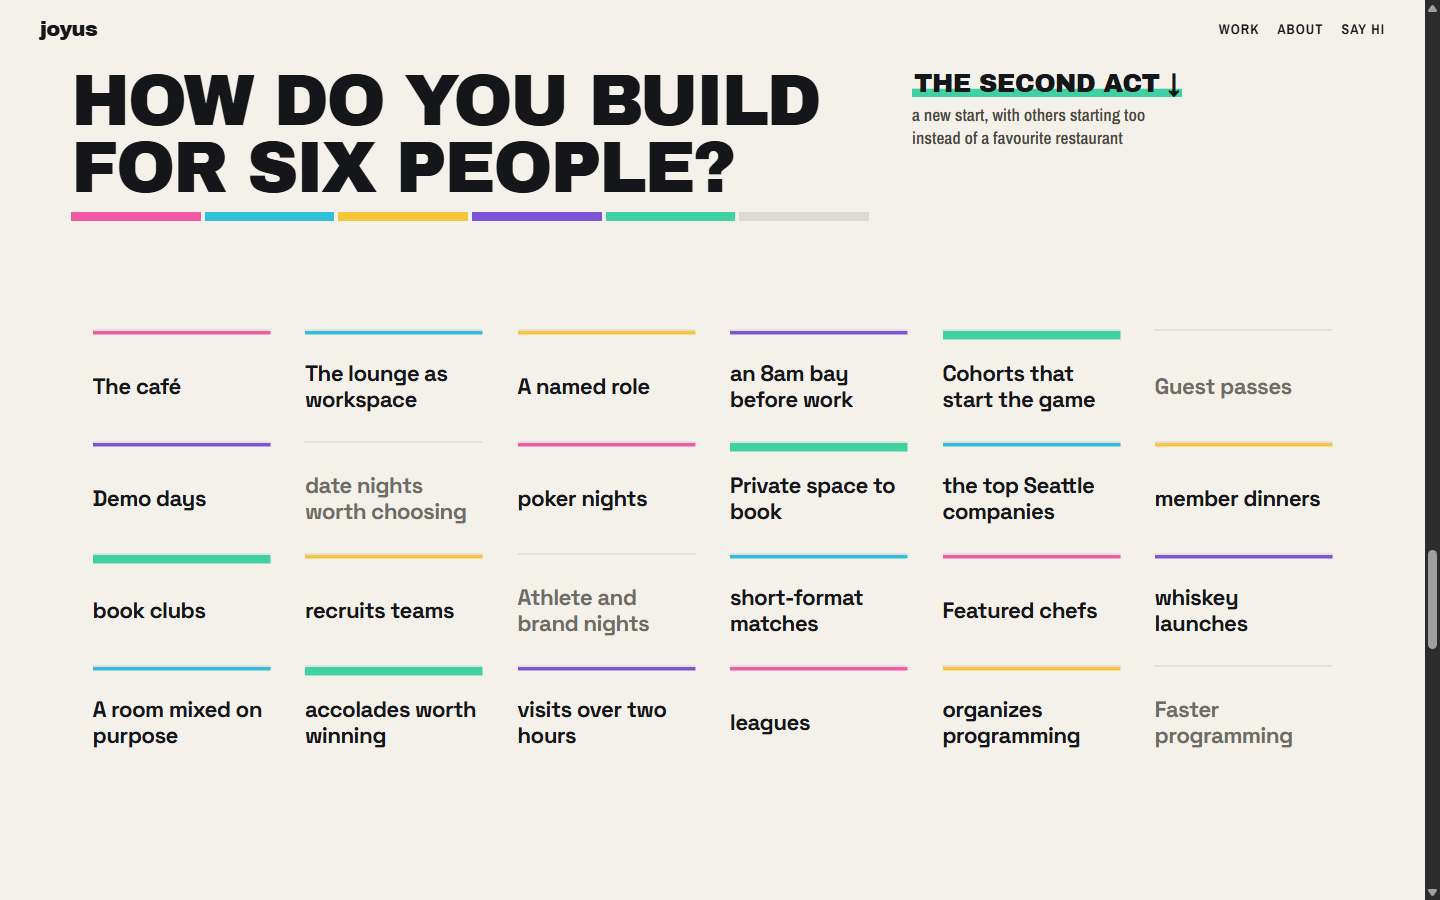 joyus
WORK ABOUT SAY HI
HOW DO YOU BUILD
FOR SIX PEOPLE?
THE SECOND ACT ↓
a new start, with others starting too
instead of a favourite restaurant
The café
The lounge as
workspace
A named role
an 8am bay
before work
Cohorts that
start the game
Guest passes
Demo days
date nights
worth choosing
poker nights
Private space to
book
the top Seattle
companies
member dinners
book clubs
recruits teams
Athlete and
brand nights
short-format
matches
Featured chefs
whiskey
launches
A room mixed on
purpose
accolades worth
winning
visits over two
hours
leagues
organizes
programming
Faster
programming